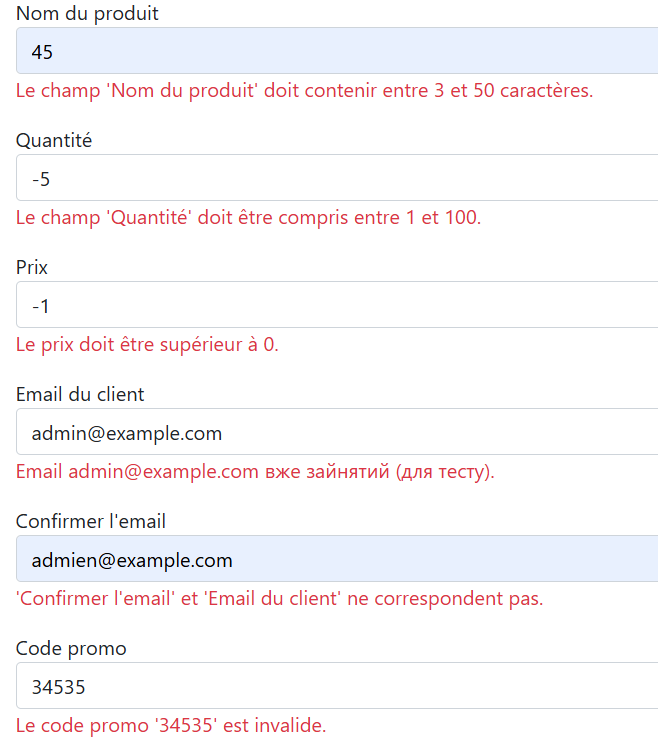 Nom du produit
45
Le champ 'Nom du produit' doit contenir entre 3 et 50 caractères.
Quantité
-5
Le champ 'Quantité' doit être compris entre 1 et 100.
Prix
-1
Le prix doit être supérieur à 0.
Email du client
admin@example.com
Email admin@example.com вже зайнятий (для тесту).
Confirmer l'email
admien@example.com
'Confirmer l'email' et 'Email du client' ne correspondent pas.
Code promo
34535
Le code promo '34535' est invalide.